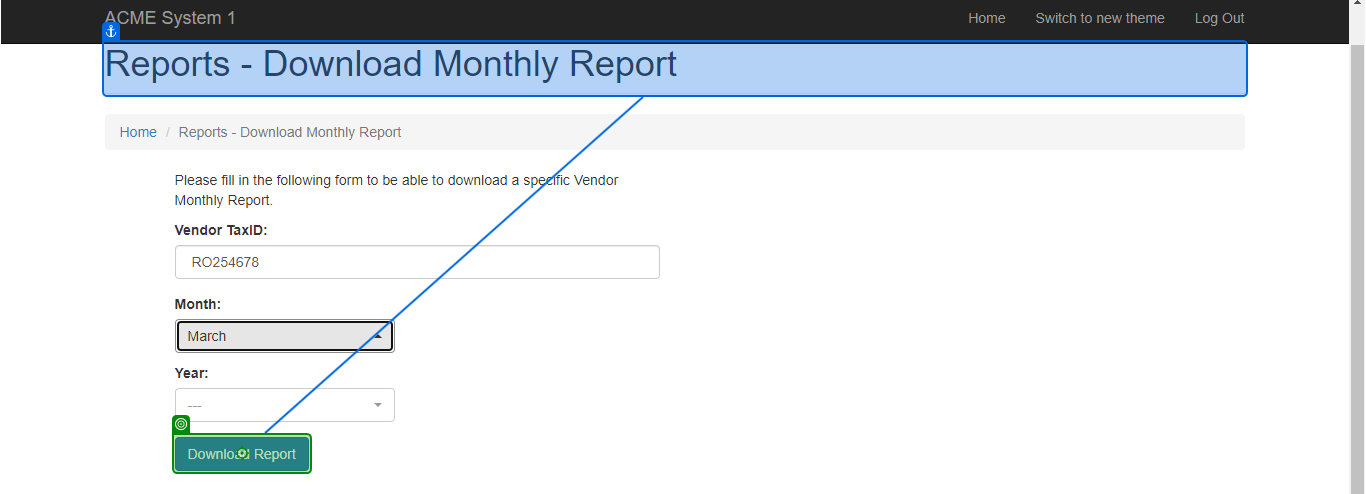 ACME System 1 Home Switch to new theme Log Out
Reports - Download Monthly Report
Home / Reports - Download Monthly Report
Please fill in the following form to be able to download a specific Vendor
Monthly Report.
Vendor TaxID:
RO254678
Month:
March
Year:
---
Download Report